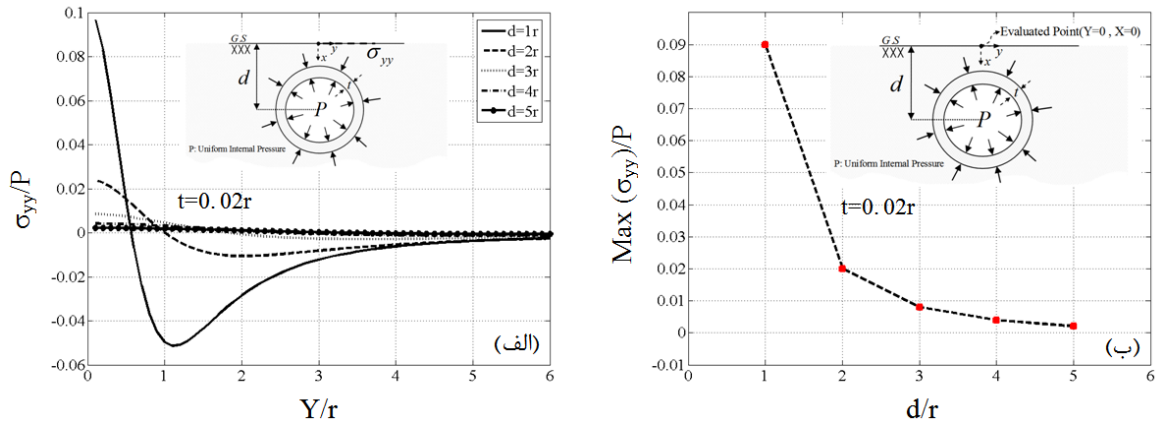 0.1
0.08
0.06
0.04
0.02
0
-0.02
-0.04
-0.06
σyy/P
0 1 2 3 4 5 6
Y/r
d=1r
d=2r
d=3r
d=4r
d=5r
G.S
XXX
y
x
σyy
d
t
P
P: Uniform Internal Pressure
t=0.02r
(الف)
0.09
0.08
0.07
0.06
0.05
0.04
0.03
0.02
0.01
0
-0.01
Max (σyy)/P
0 1 2 3 4 5 6
d/r
Evaluated Point(Y=0 , X=0)
G.S
XXX
y
x
d
t
P
P: Uniform Internal Pressure
t=0.02r
(ب)